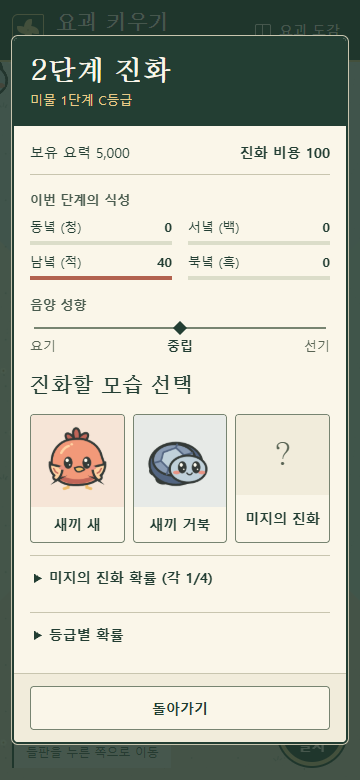 요괴 키우기
요괴 도감
2단계 진화
미물 1단계 C등급
보유 요력 5,000
진화 비용 100
이번 단계의 식성
동녘 (청) 0
서녘 (백) 0
남녘 (적) 40
북녘 (흑) 0
음양 성향
요기
중립
선기
진화할 모습 선택
?
새끼 새
새끼 거북
미지의 진화
▶ 미지의 진화 확률 (각 1/4)
▶ 등급별 확률
돌아가기
들판을 누른 쪽으로 이동